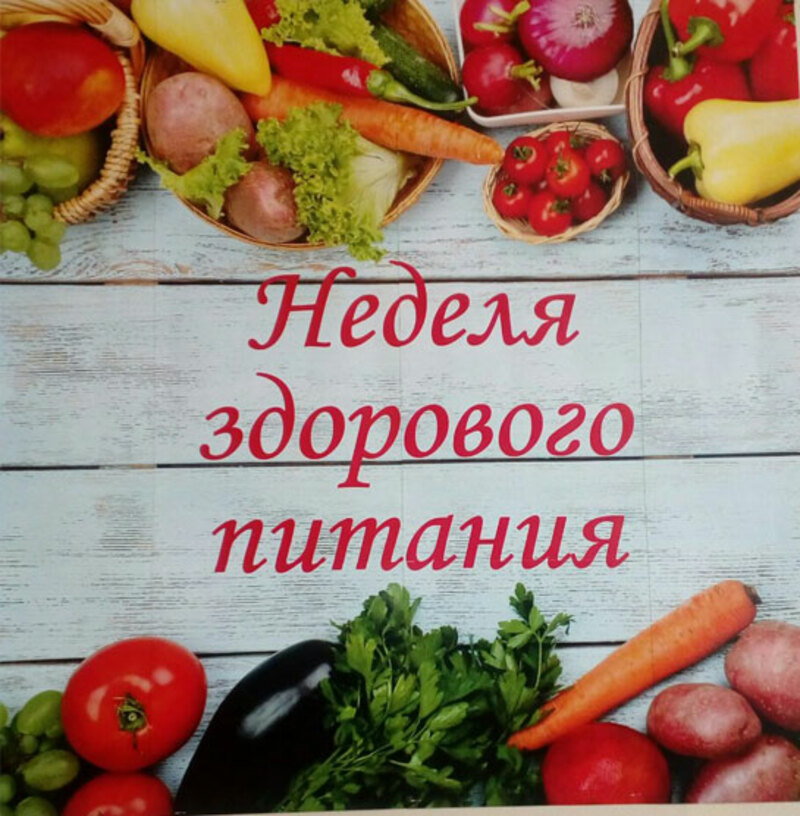 Неделя
здорового
питания